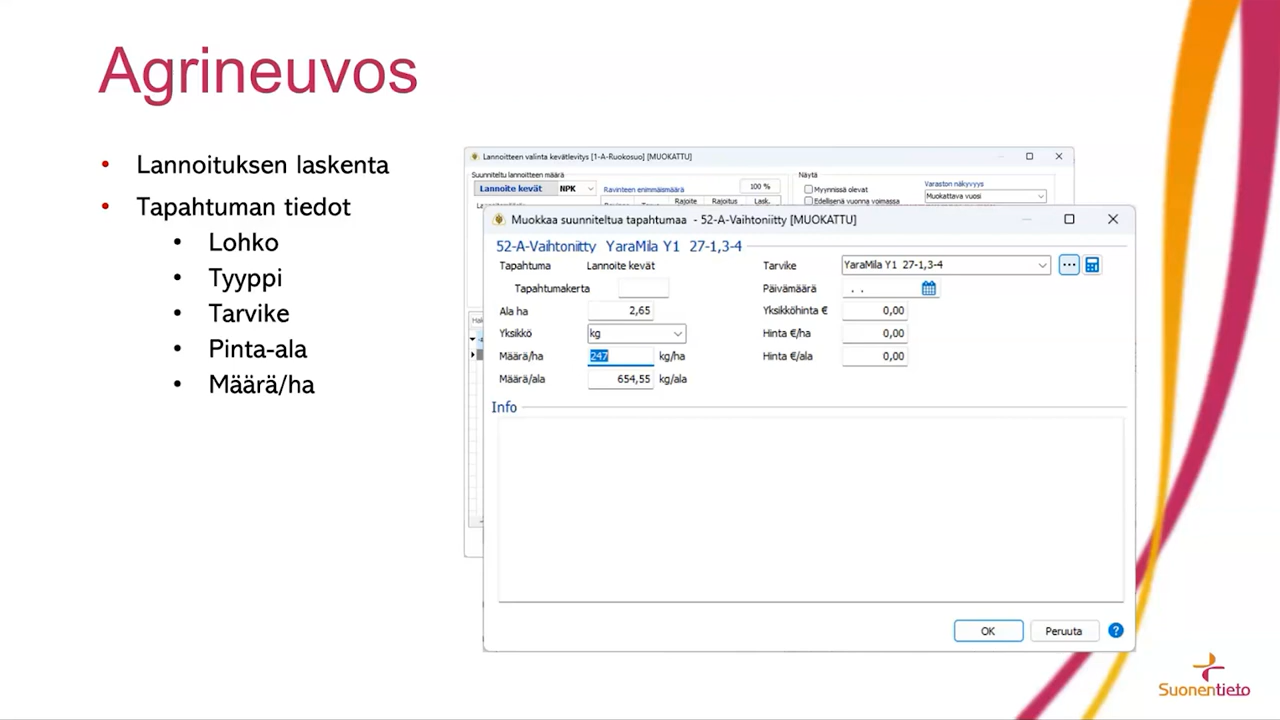 Agrineuvos
• Lannoituksen laskenta
• Tapahtuman tiedot
• Lohko
• Tyyppi
• Tarvike
• Pinta-ala
• Määrä/ha
Lannoitteen valinta kevätlevitys [1-A-Ruokosuo] [MUOKATTU]
Suunniteltu lannoitteen määrä
Lannoite kevät NPK
Ravinteen enimmäismäärä
100 %
Rajoite Rajoitus Lask.
Näytä
Myynnissä olevat
Edellisenä vuonna voimassa
Varaston näkyvyys
Muokattava vuosi
Muokkaa suunniteltua tapahtumaa - 52-A-Vaihtoniitty [MUOKATTU]
52-A-Vaihtoniitty YaraMila Y1 27-1,3-4
Tapahtuma Lannoite kevät
Tapahtumakerta
Ala ha 2,65
Yksikkö kg
Määrä/ha 247 kg/ha
Määrä/ala 654,55 kg/ala
Tarvike YaraMila Y1 27-1,3-4 ...
Päivämäärä . .
Yksikköhinta € 0,00
Hinta €/ha 0,00
Hinta €/ala 0,00
Info
OK Peruuta ?
Suonentieto